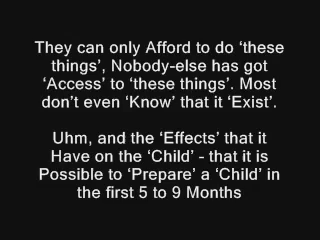 They can only Afford to do ‘these
things’, Nobody-else has got
‘Access’ to ‘these things’. Most
don’t even ‘Know’ that it ‘Exist’.
Uhm, and the ‘Effects’ that it
Have on the ‘Child’ - that it is
Possible to ‘Prepare’ a ‘Child’ in
the first 5 to 9 Months